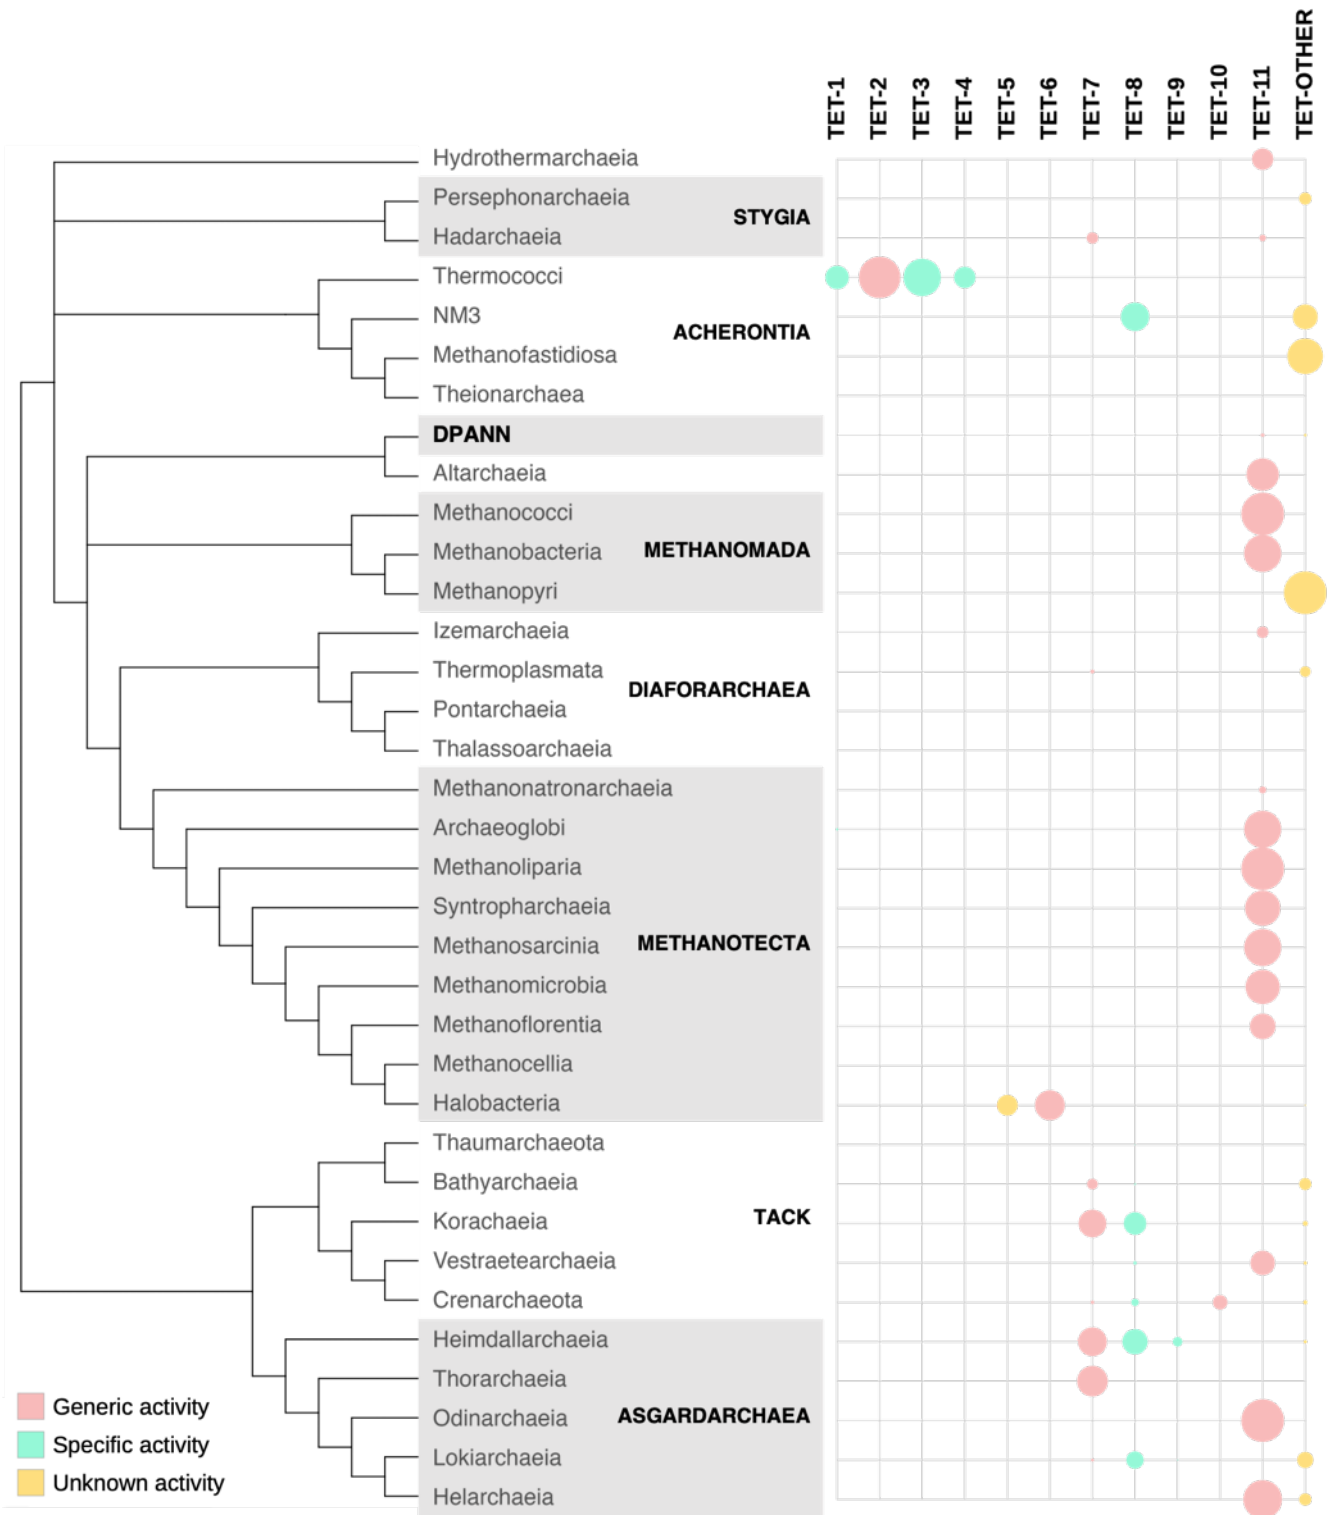 TET-1
TET-2
TET-3
TET-4
TET-5
TET-6
TET-7
TET-8
TET-9
TET-10
TET-11
TET-OTHER
Hydrothermarchaeia
Persephonarchaeia
STYGIA
Hadarchaeia
Thermococci
NM3
ACHERONTIA
Methanofastidiosa
Theionarchaea
DPANN
Altarchaeia
Methanococci
Methanobacteria METHANOMADA
Methanopyri
Izemarchaeia
Thermoplasmata
DIAFORARCHAEA
Pontarchaeia
Thalassoarchaeia
Methanonatronarchaeia
Archaeoglobi
Methanoliparia
Syntropharchaeia
Methanosarcinia METHANOTECTA
Methanomicrobia
Methanoflorentia
Methanocellia
Halobacteria
Thaumarchaeota
Bathyarchaeia
Korachaeia TACK
Vestraetearchaeia
Crenarchaeota
Heimdallarchaeia
Thorarchaeia
Odinarchaeia ASGARDARCHAEA
Lokiarchaeia
Helarchaeia
Generic activity
Specific activity
Unknown activity